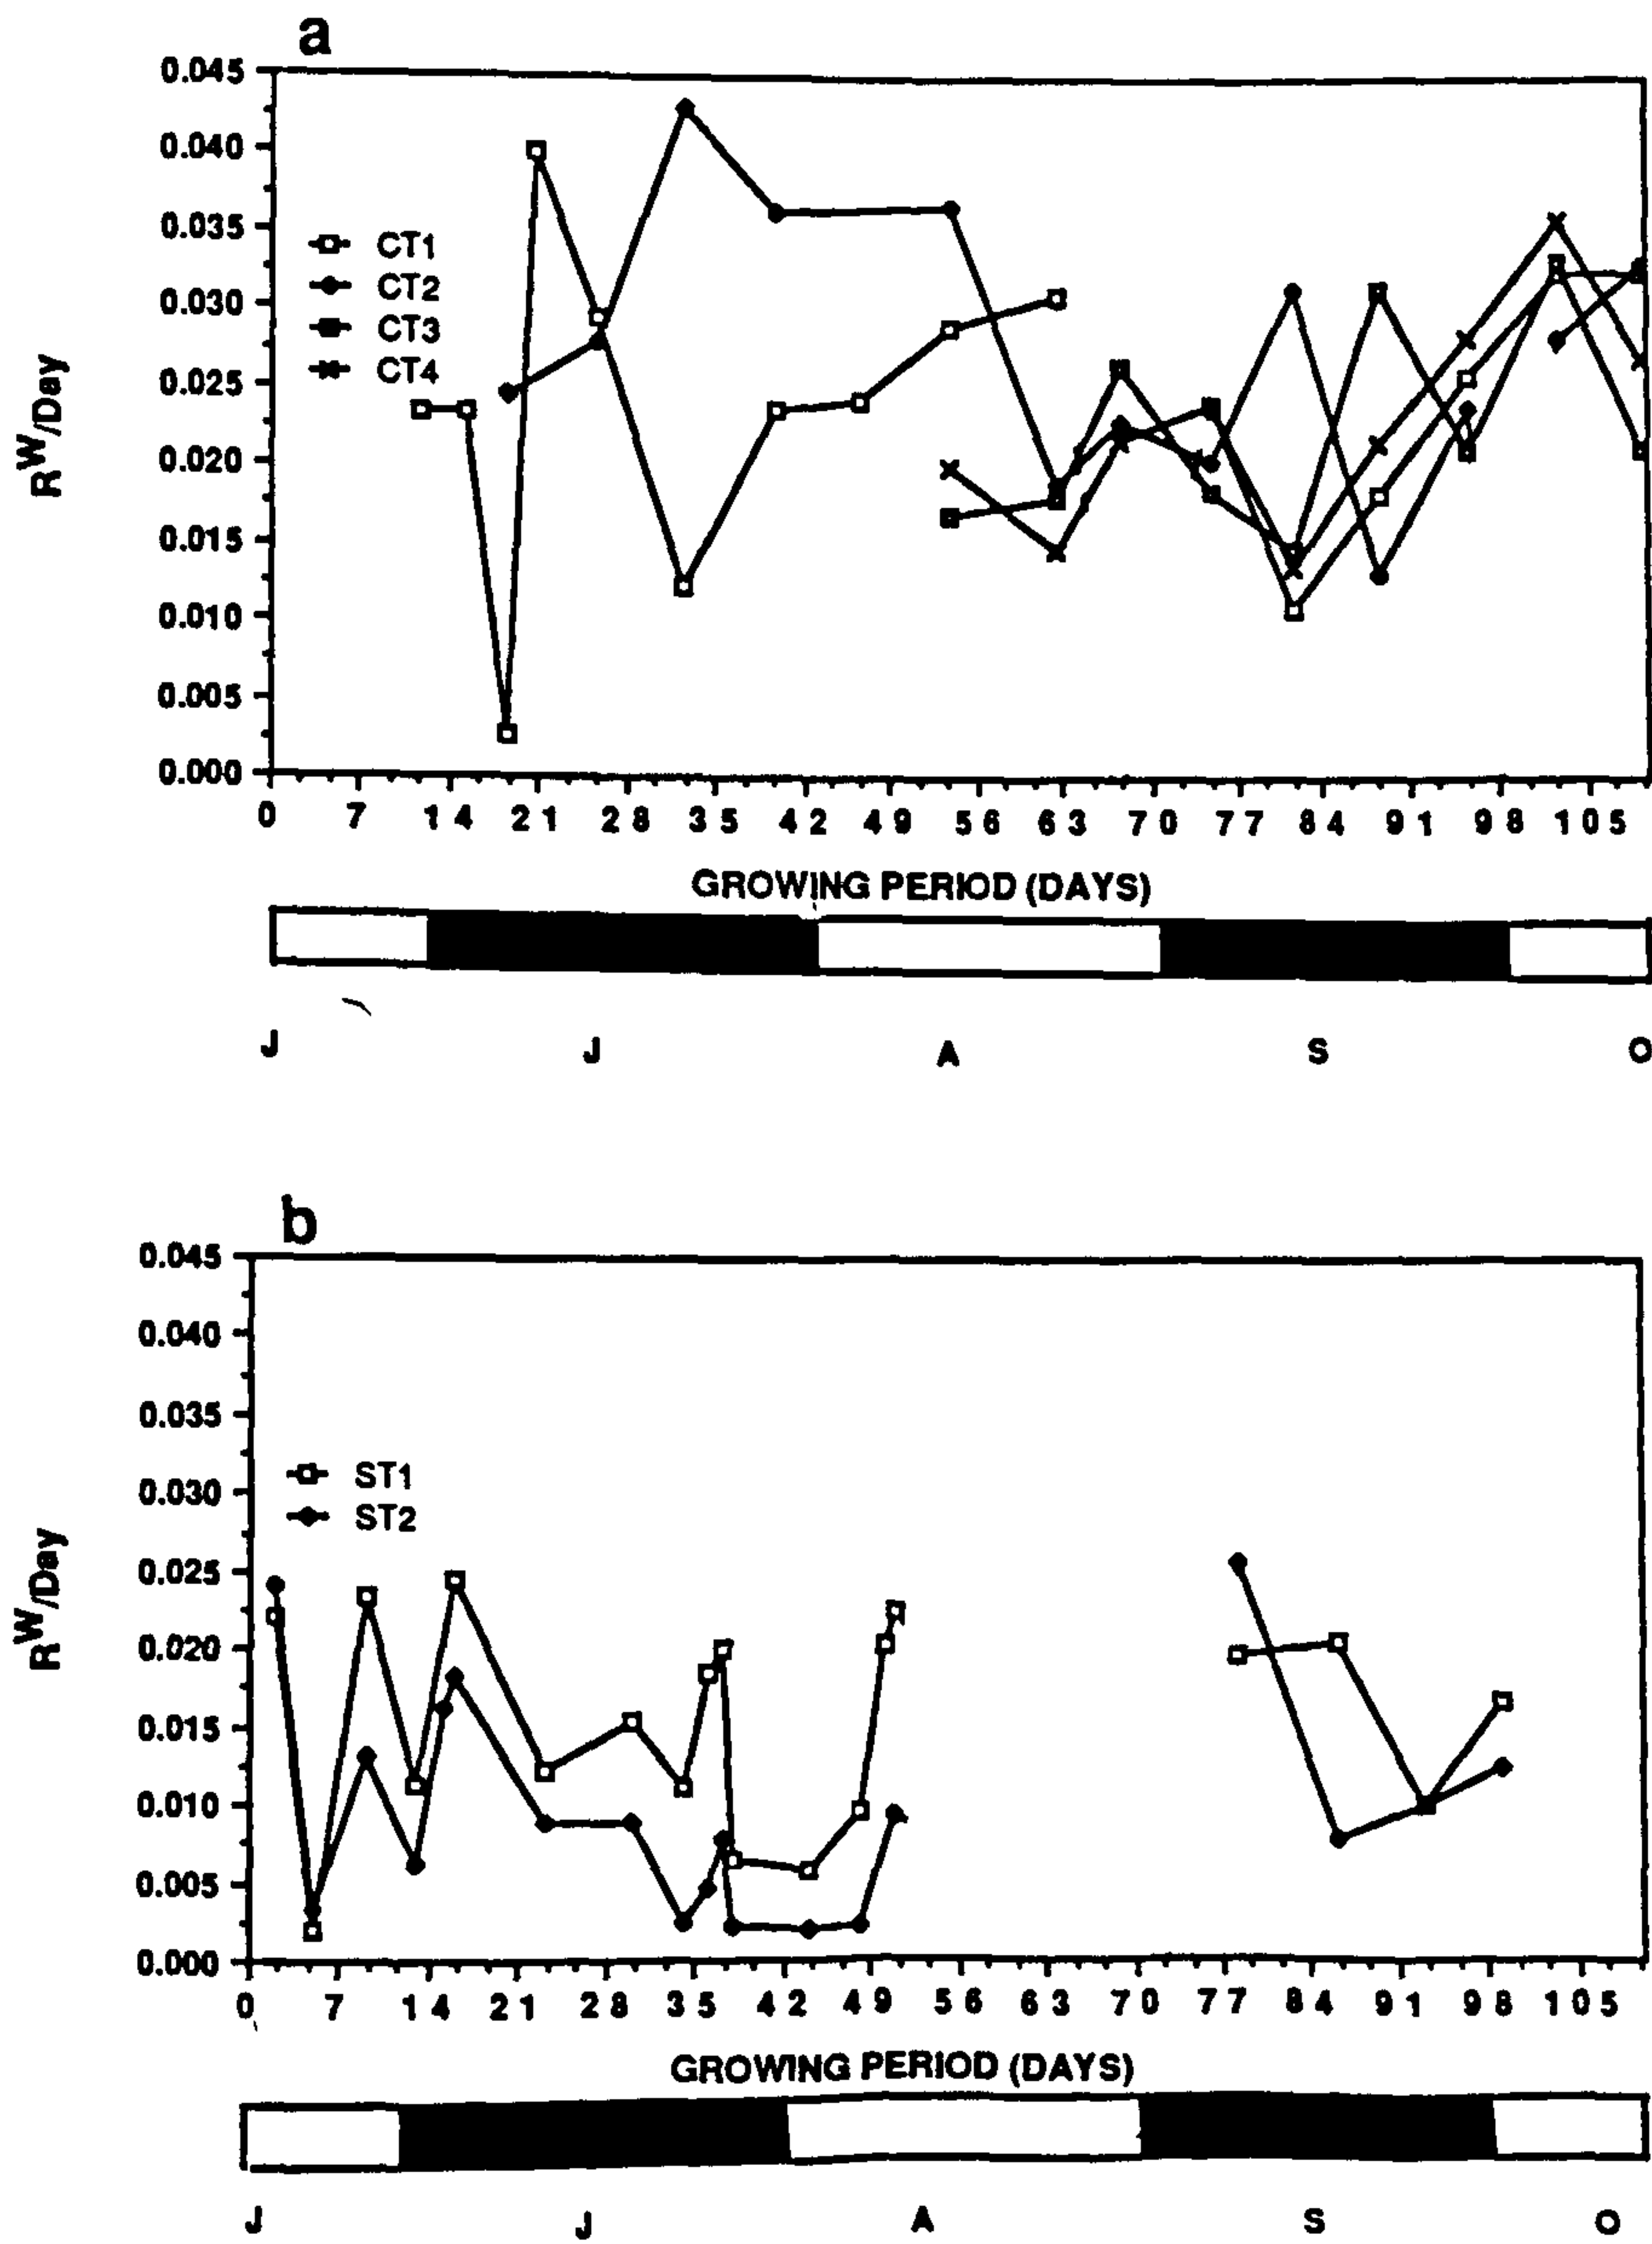 a
0.045
0.040
0.035
0.030
0.025
0.020
0.015
0.010
0.005
0.000
R^W/Day
CT1
CT2
CT3
CT4
0 7 14 21 28 35 42 49 56 63 70 77 84 91 98 105
GROWING PERIOD (DAYS)
J J A S O
b
0.045
0.040
0.035
0.030
0.025
0.020
0.015
0.010
0.005
0.000
R^W/Day
ST1
ST2
0 7 14 21 28 35 42 49 56 63 70 77 84 91 98 105
GROWING PERIOD (DAYS)
J J A S O